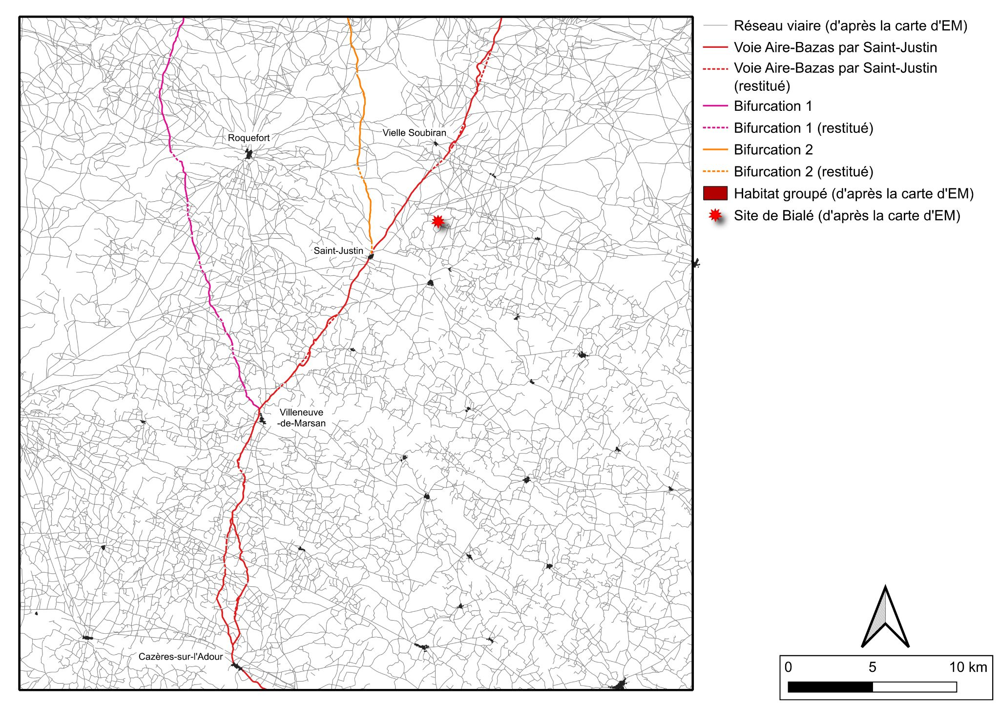 Réseau viaire (d'après la carte d'EM)
Voie Aire-Bazas par Saint-Justin
Voie Aire-Bazas par Saint-Justin
(restitué)
Bifurcation 1
Bifurcation 1 (restitué)
Bifurcation 2
Bifurcation 2 (restitué)
Habitat groupé (d'après la carte d'EM)
Site de Bialé (d'après la carte d'EM)
Vielle Soubiran
Roquefort
Saint-Justin
Villeneuve
-de-Marsan
Cazères-sur-l'Adour
0 5 10 km